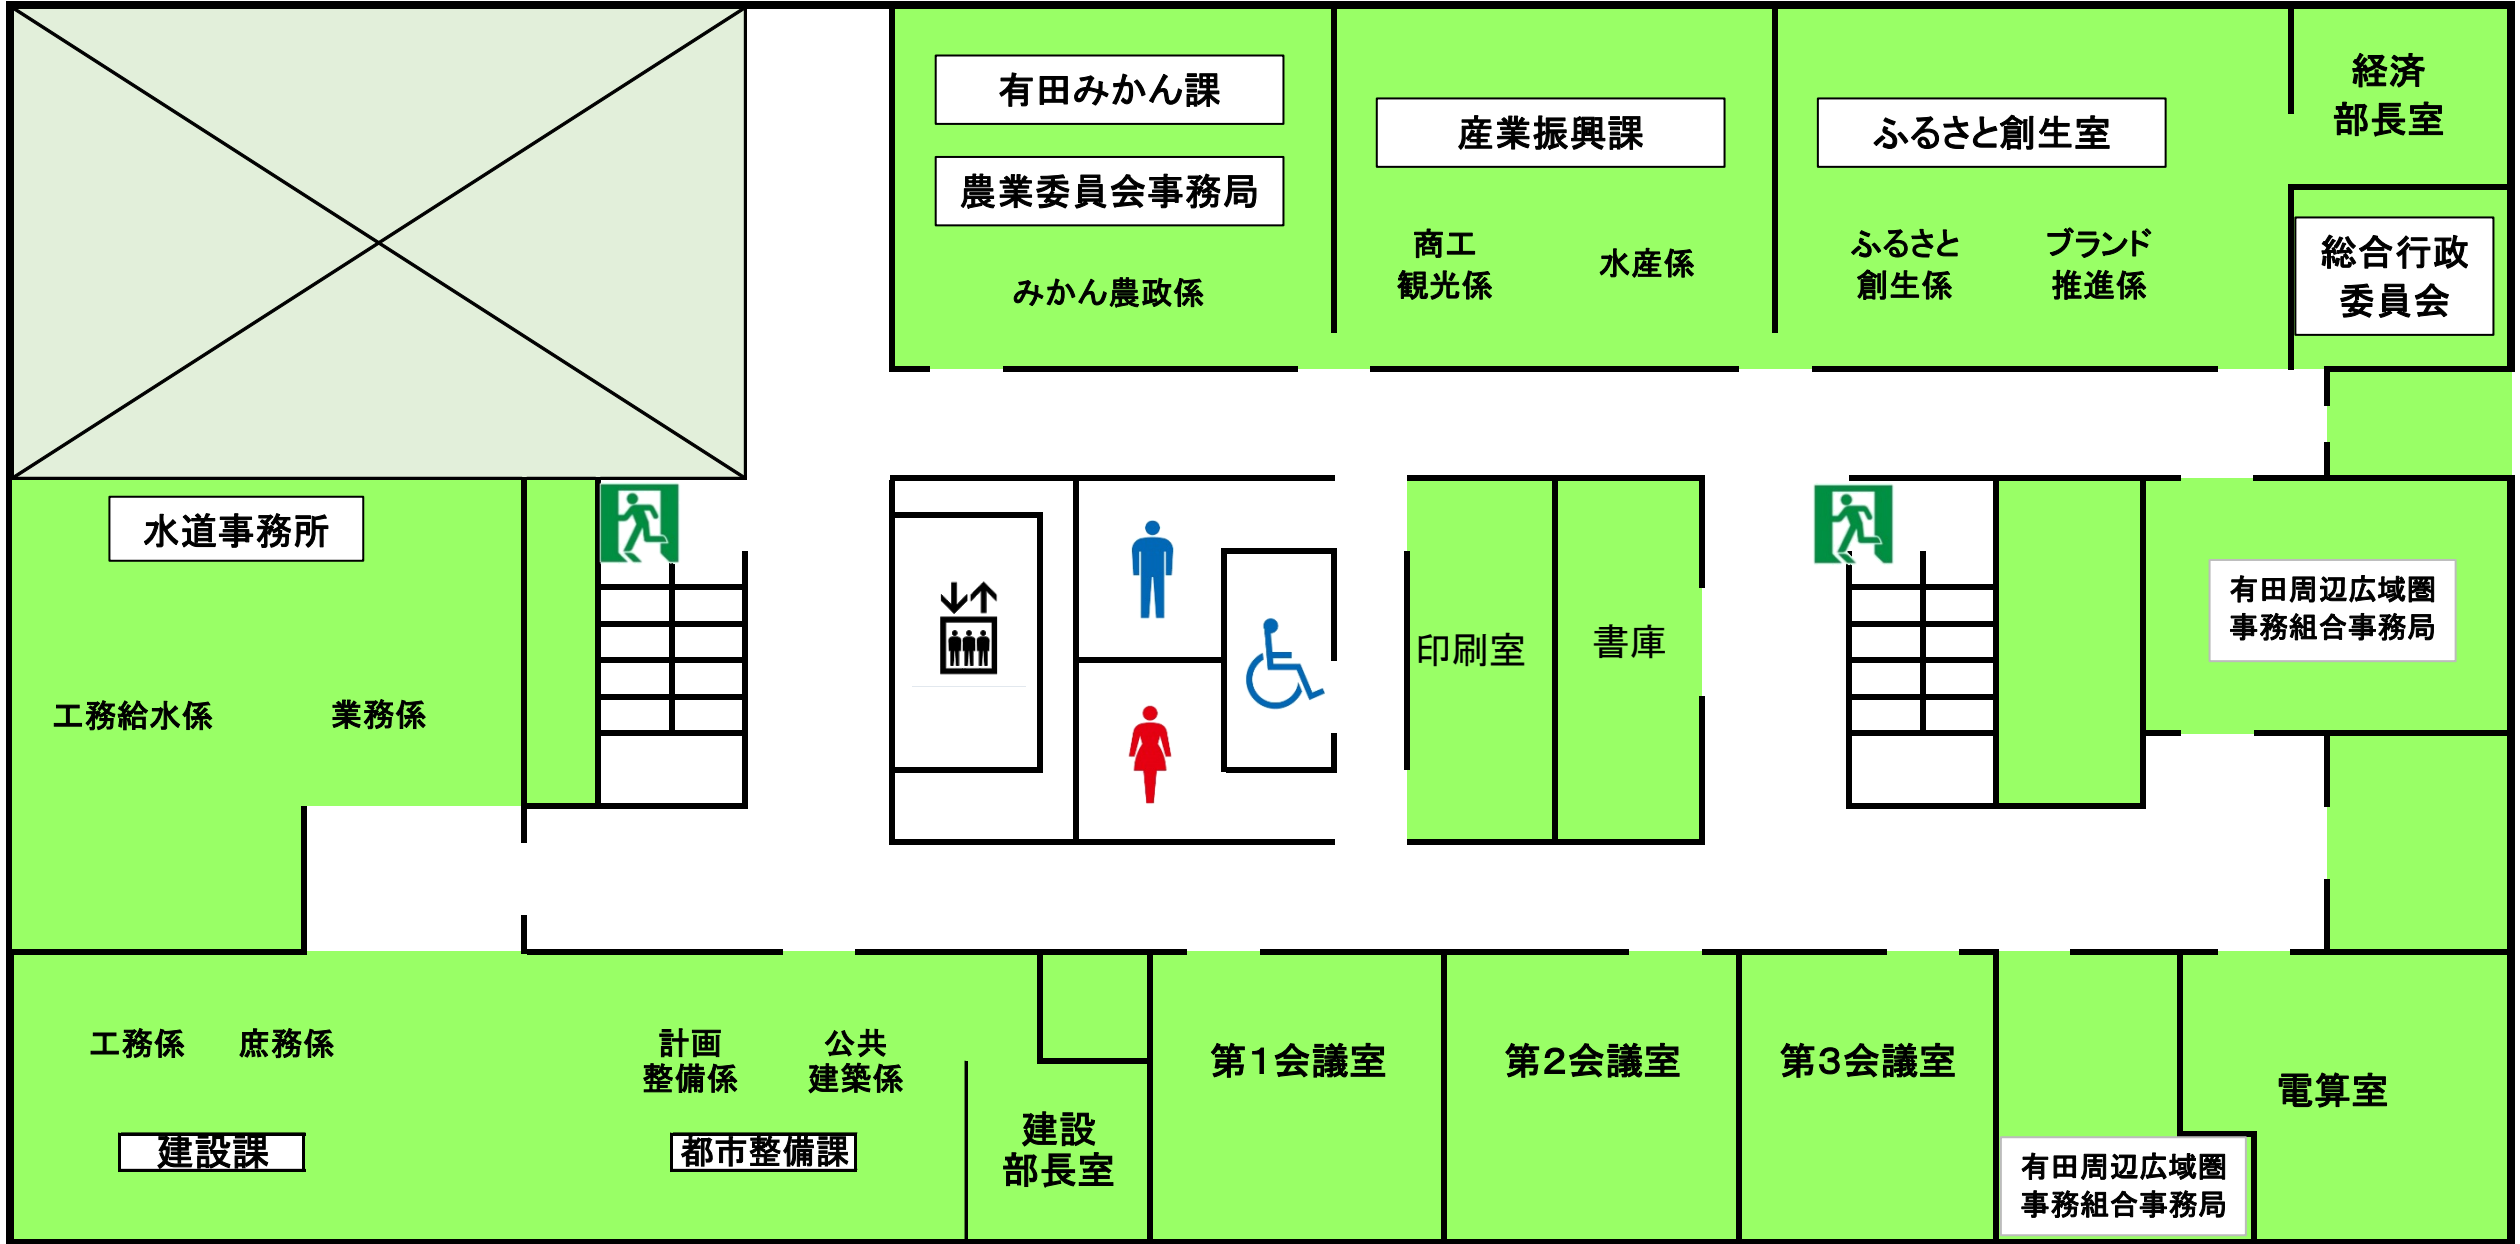 有田みかん課
農業委員会事務局
みかん農政係
産業振興課
商工
観光係
水産係
ふるさと創生室
ふるさと
創生係
ブランド
推進係
経済
部長室
総合行政
委員会
水道事務所
工務給水係
業務係
印刷室
書庫
有田周辺広域圏
事務組合事務局
工務係
庶務係
建設課
計画
整備係
公共
建築係
都市整備課
建設
部長室
第1会議室
第2会議室
第3会議室
有田周辺広域圏
事務組合事務局
電算室